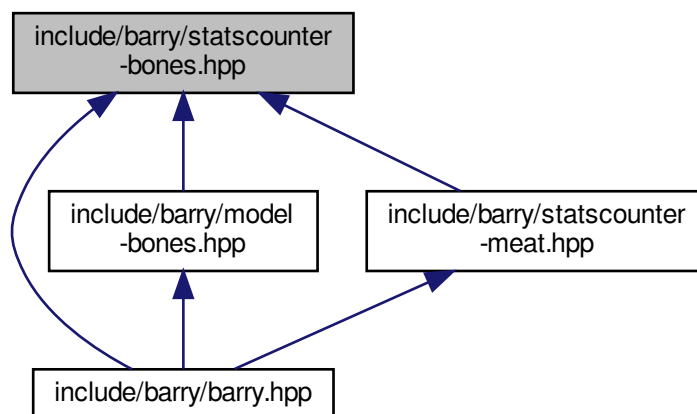 include/barry/statscounter
-bones.hpp
include/barry/model
-bones.hpp
include/barry/statscounter
-meat.hpp
include/barry/barry.hpp